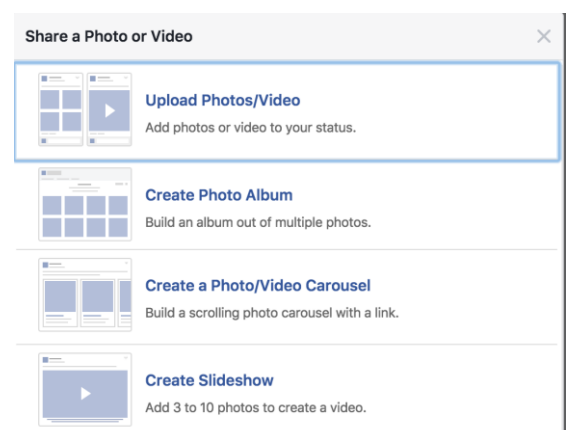 Share a Photo or Video
Upload Photos/Video
Add photos or video to your status.
Create Photo Album
Build an album out of multiple photos.
Create a Photo/Video Carousel
Build a scrolling photo carousel with a link.
Create Slideshow
Add 3 to 10 photos to create a video.